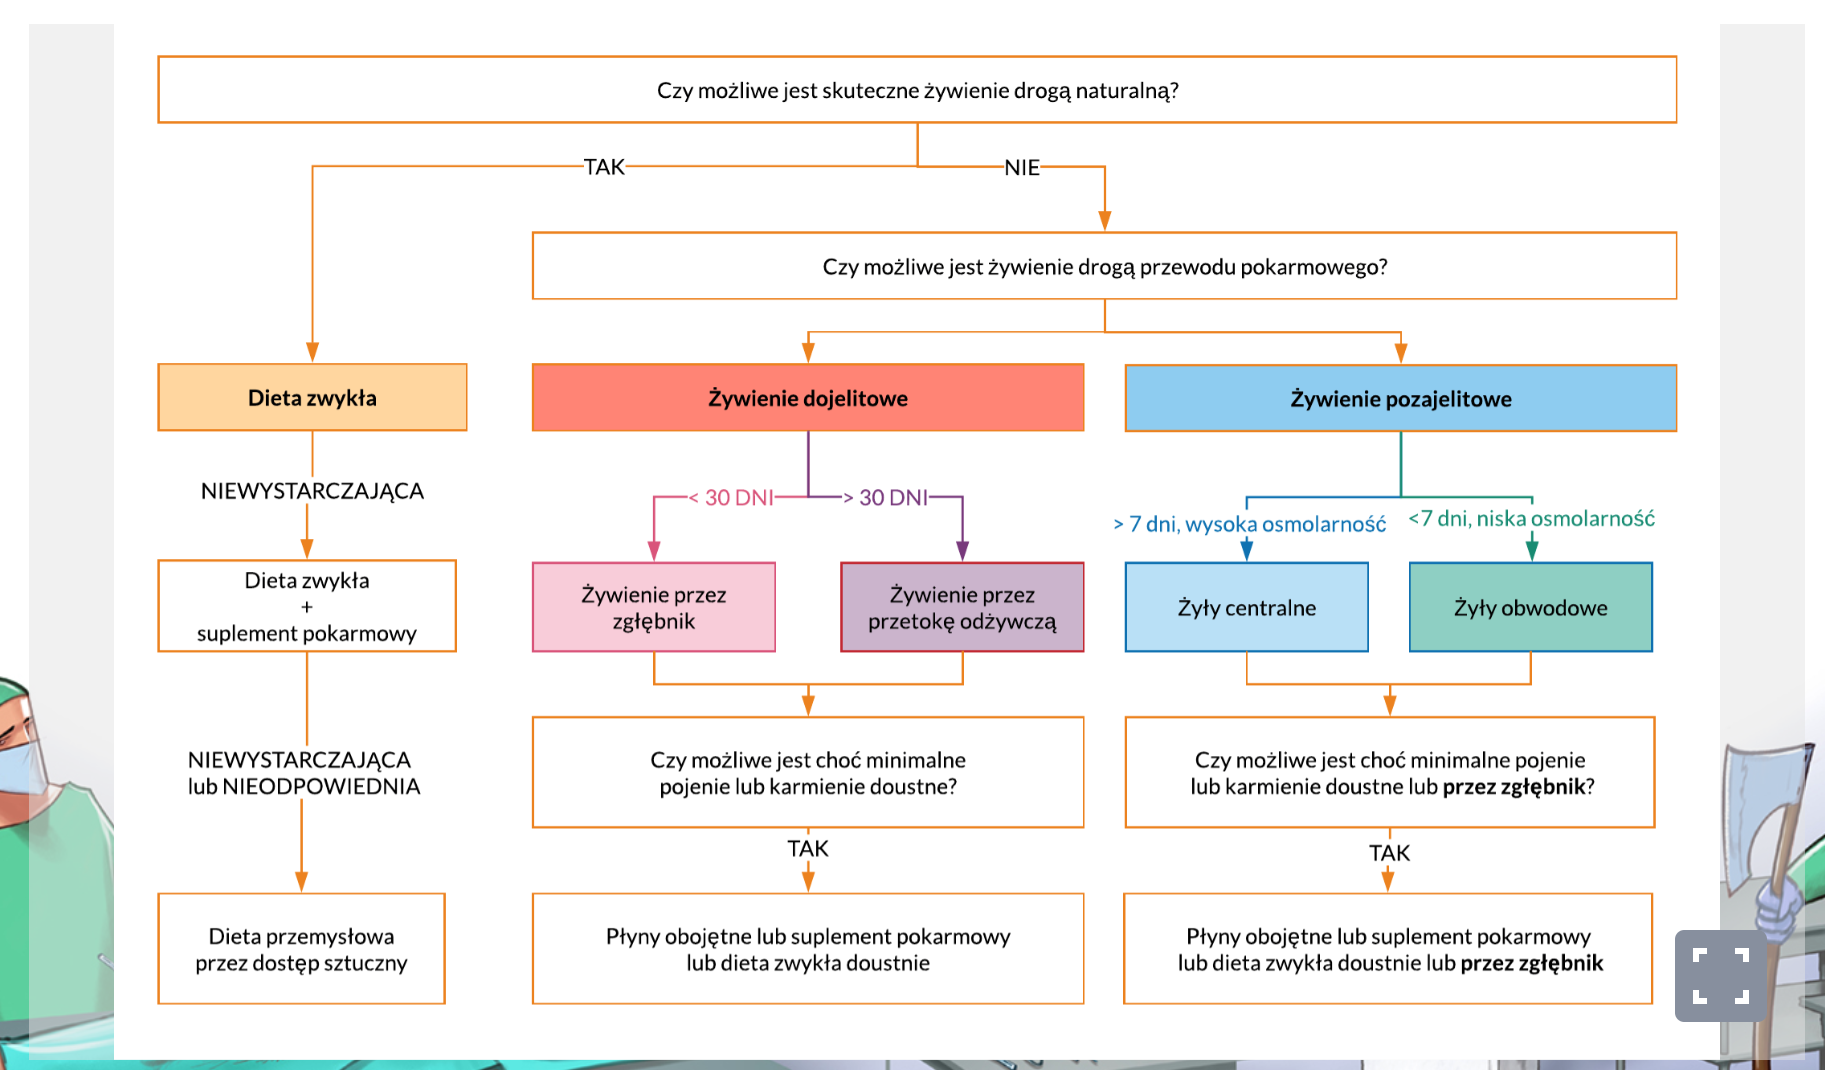 Czy możliwe jest skuteczne żywienie drogą naturalną?
TAK
NIE
Czy możliwe jest żywienie drogą przewodu pokarmowego?
Dieta zwykła
Żywienie dojelitowe
Żywienie pozajelitowe
NIEWYSTARCZAJĄCA
< 30 DNI
> 30 DNI
> 7 dni, wysoka osmolarność
<7 dni, niska osmolarność
Dieta zwykła
+
suplement pokarmowy
Żywienie przez
zgłębnik
Żywienie przez
przetokę odżywczą
Żyły centralne
Żyły obwodowe
NIEWYSTARCZAJĄCA
lub NIEODPOWIEDNIA
Czy możliwe jest choć minimalne
pojenie lub karmienie doustne?
Czy możliwe jest choć minimalne pojenie
lub karmienie doustne lub przez zgłębnik?
TAK
TAK
Dieta przemysłowa
przez dostęp sztuczny
Płyny obojętne lub suplement pokarmowy
lub dieta zwykła doustnie
Płyny obojętne lub suplement pokarmowy
lub dieta zwykła doustnie lub przez zgłębnik